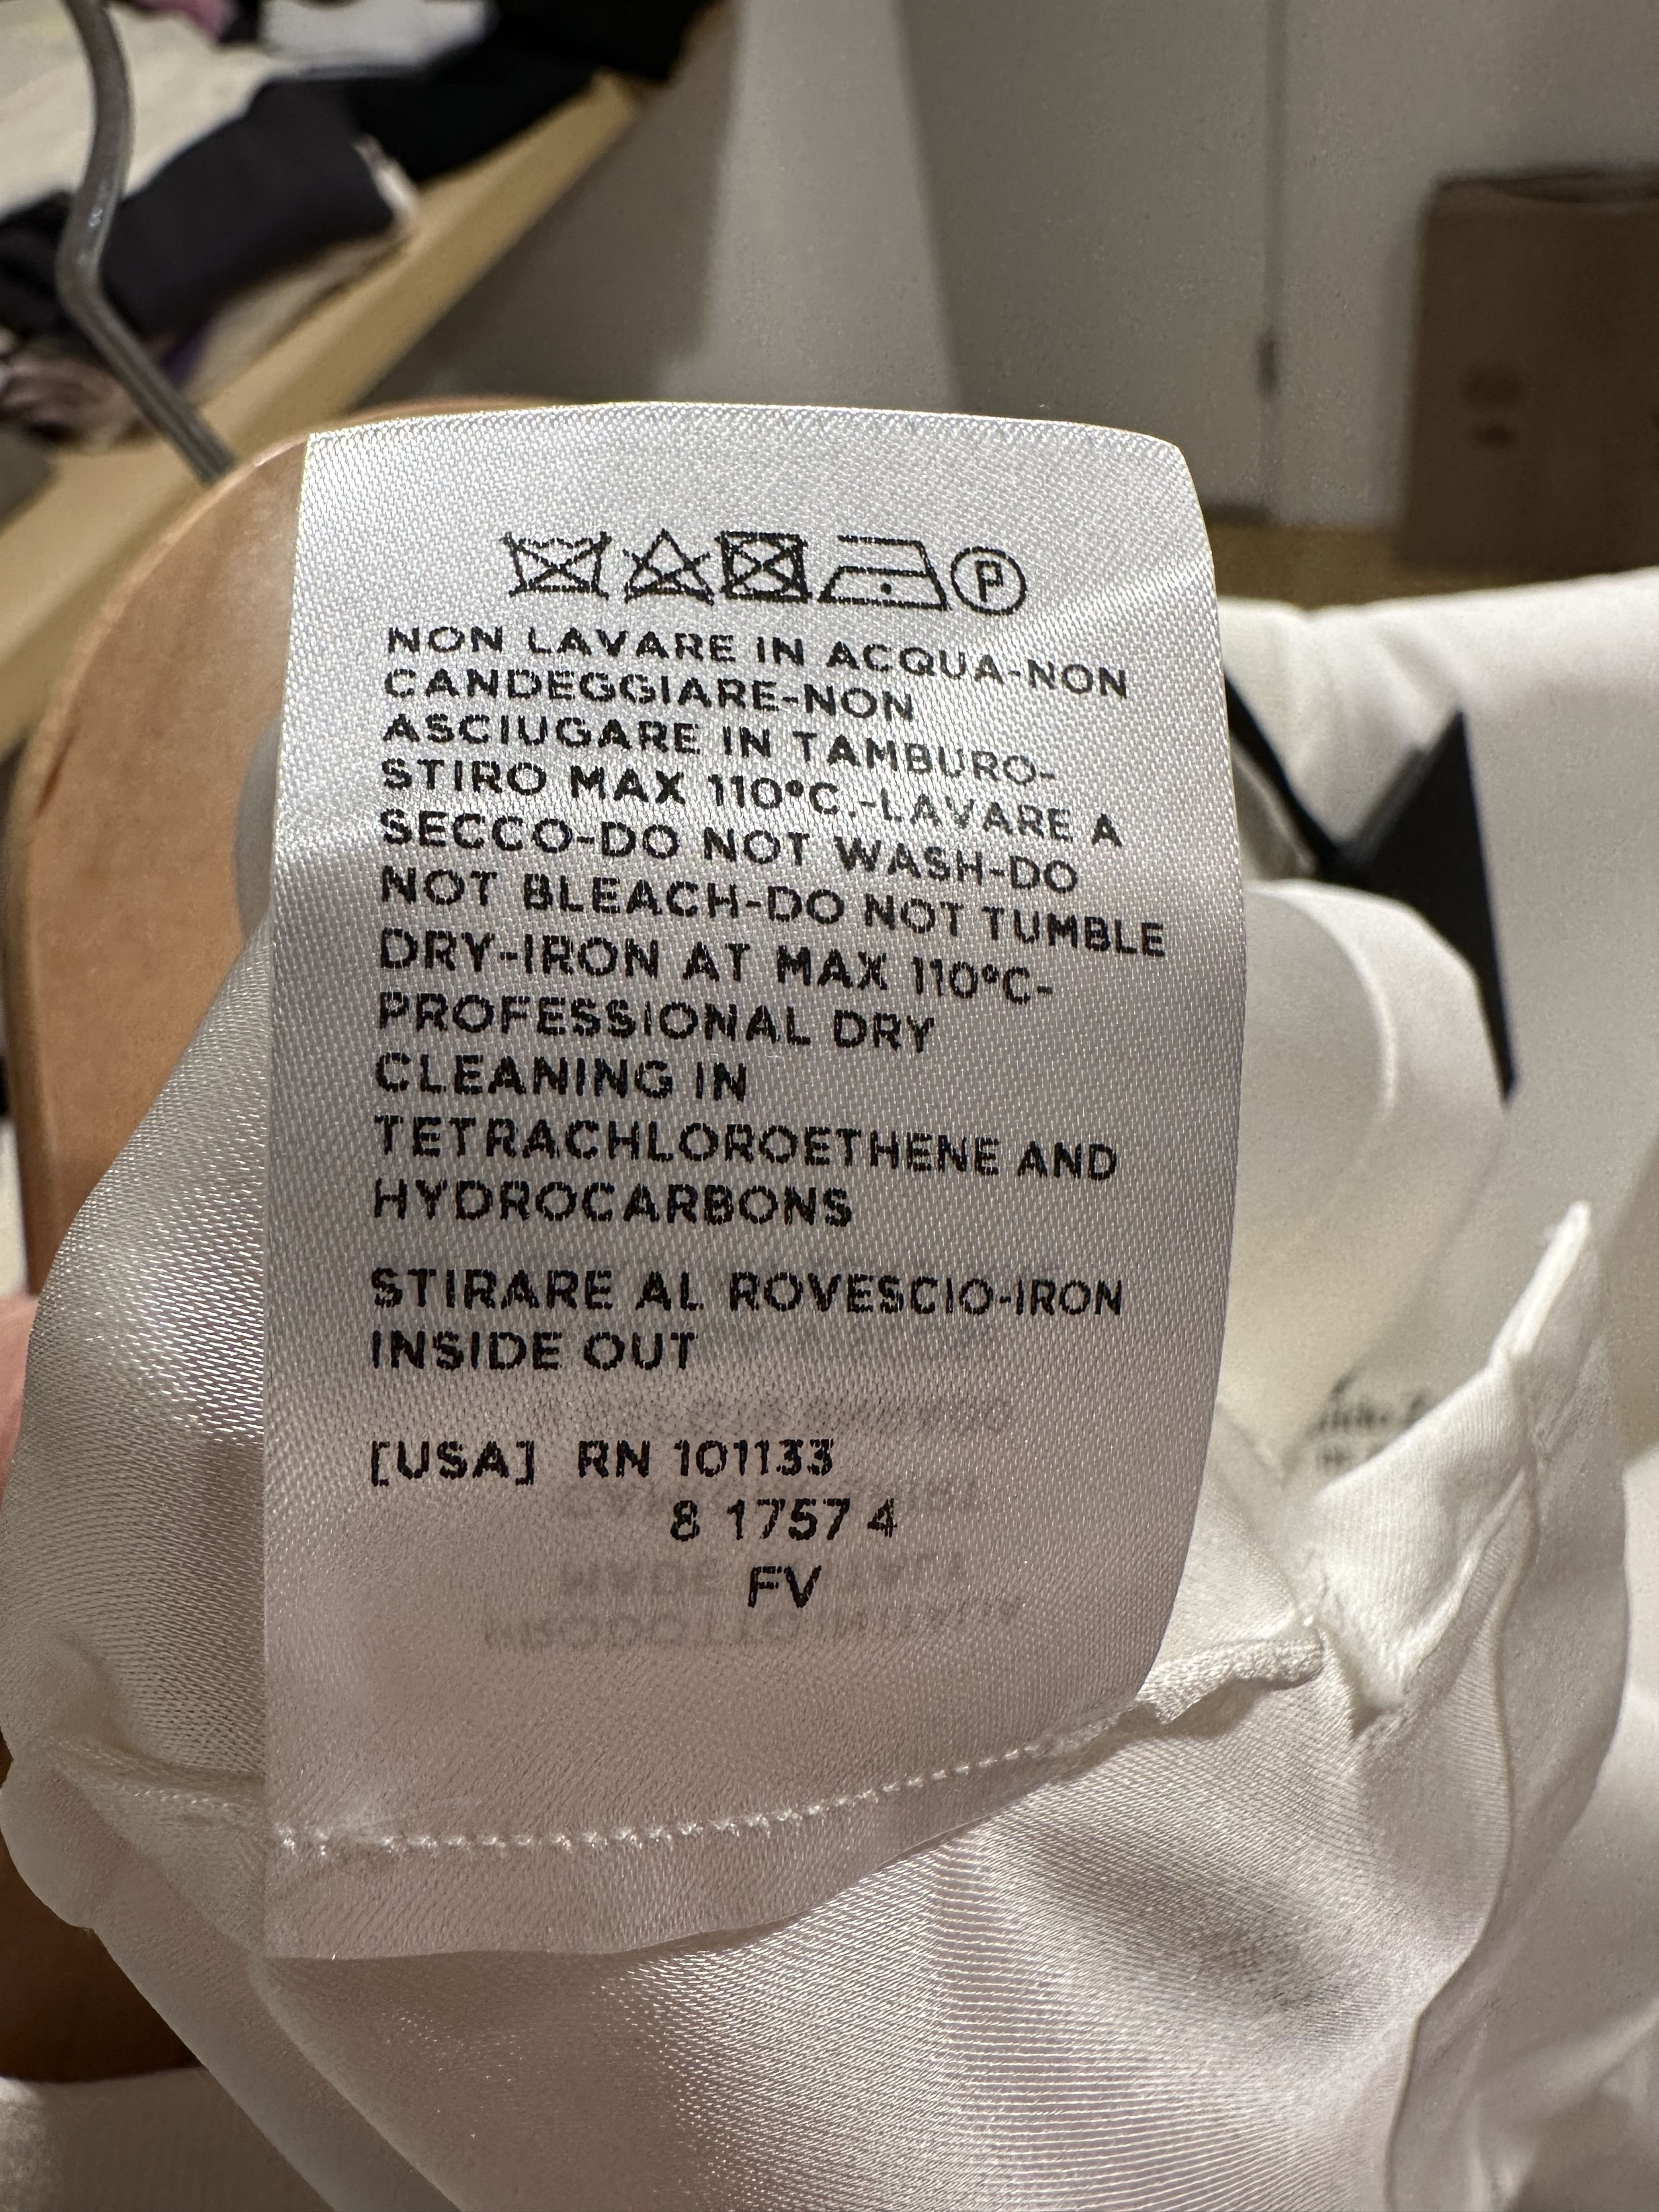 P
NON LAVARE IN ACQUA-NON
CANDEGGIARE-NON
ASCIUGARE IN TAMBURO-
STIRO MAX 110°C.-LAVARE A
SECCO-DO NOT WASH-DO
NOT BLEACH-DO NOT TUMBLE
DRY-IRON AT MAX 110°C-
PROFESSIONAL DRY
CLEANING IN
TETRACHLOROETHENE AND
HYDROCARBONS
STIRARE AL ROVESCIO-IRON
INSIDE OUT
[USA] RN 101133
8 1757 4
FV